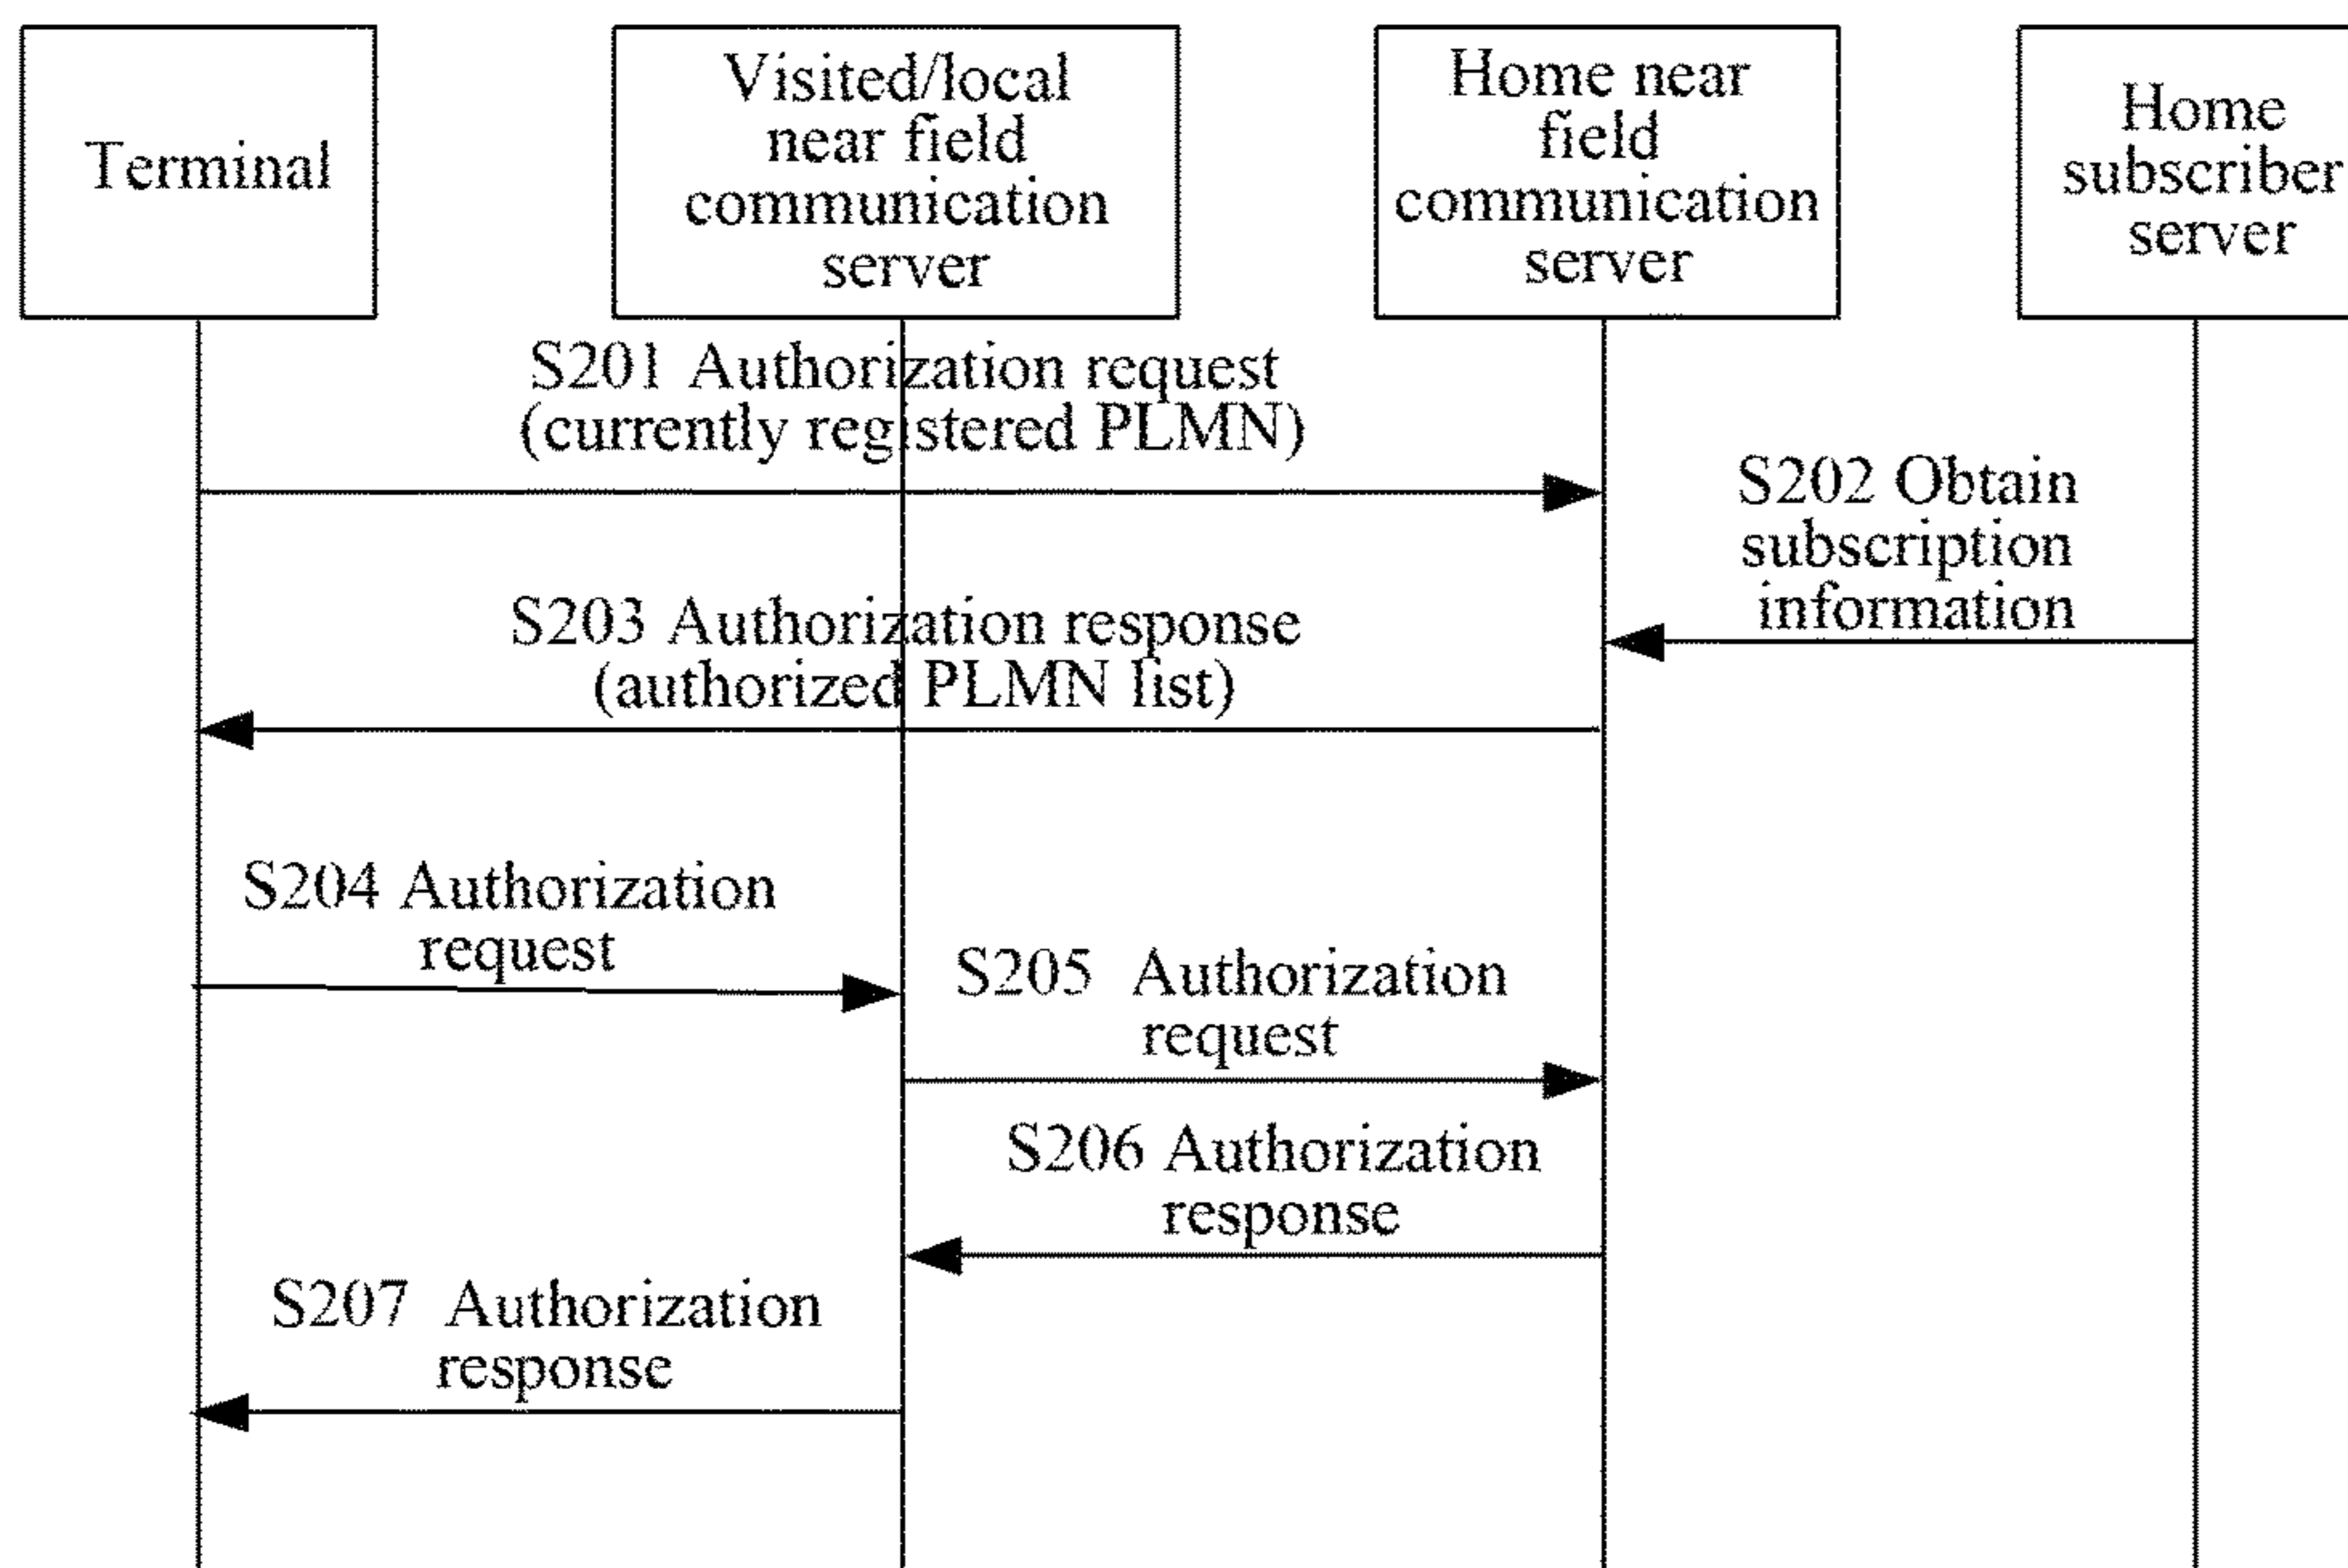 Terminal
Visited/local
near field
communication
server
Home near
field
communication
server
Home
subscriber
server
S201 Authorization request
(currently registered PLMN)
S202 Obtain
subscription
information
S203 Authorization response
(authorized PLMN list)
S204 Authorization
request
S205 Authorization
request
S206 Authorization
response
S207 Authorization
response